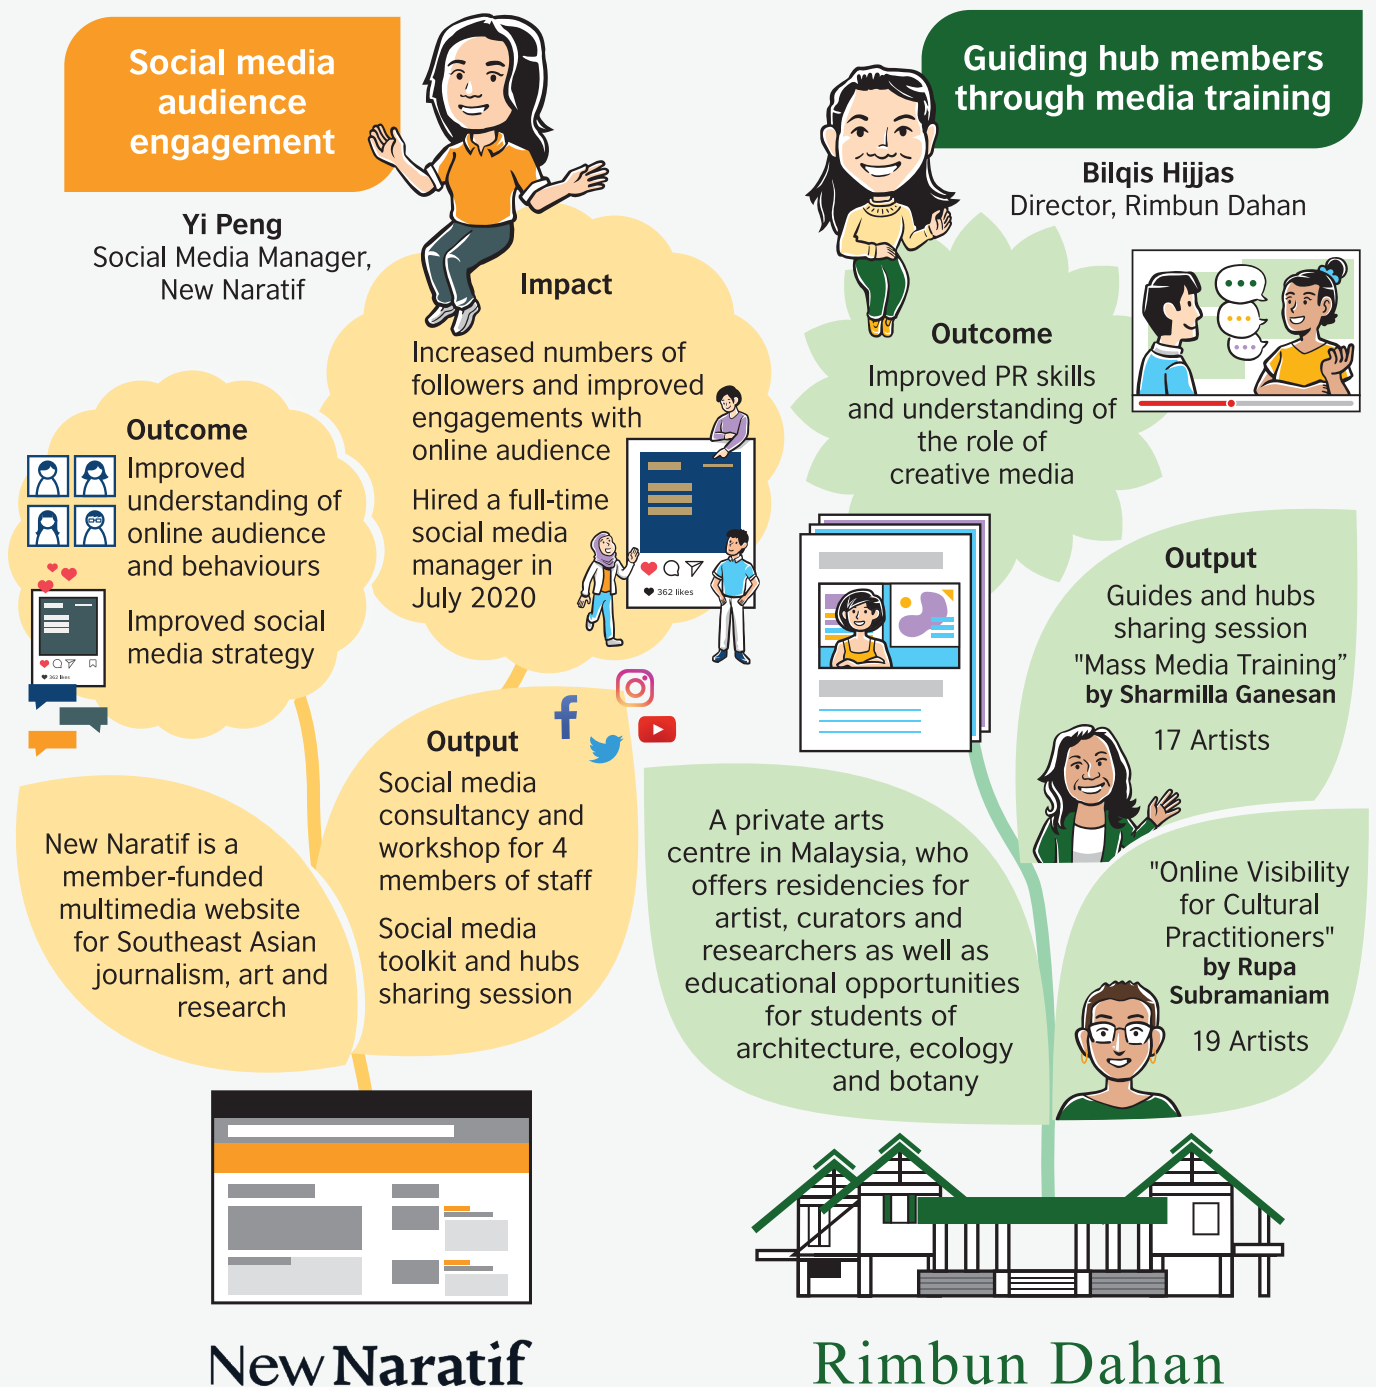 Social media
audience
engagement
Yi Peng
Social Media Manager,
New Naratif
Impact
Increased numbers of
followers and improved
engagements with
online audience
Hired a full-time
social media
manager in
July 2020
362 likes
Outcome
Improved
understanding of
online audience
and behaviours
Improved social
media strategy
362 likes
Output
Social media
consultancy and
workshop for 4
members of staff
Social media
toolkit and hubs
sharing session
New Naratif is a
member-funded
multimedia website
for Southeast Asian
journalism, art and
research
New Naratif
Guiding hub members
through media training
Bilqis Hijjas
Director, Rimbun Dahan
Outcome
Improved PR skills
and understanding of
the role of
creative media
Output
Guides and hubs
sharing session
"Mass Media Training”
by Sharmilla Ganesan
17 Artists
"Online Visibility
for Cultural
Practitioners"
by Rupa
Subramaniam
19 Artists
A private arts
centre in Malaysia, who
offers residencies for
artist, curators and
researchers as well as
educational opportunities
for students of
architecture, ecology
and botany
Rimbun Dahan